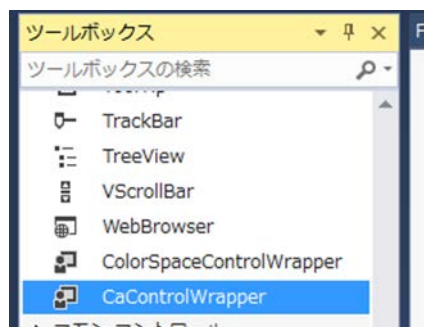 ツールボックス
ツールボックスの検索
TrackBar
TreeView
VScrollBar
WebBrowser
ColorSpaceControlWrapper
CaControlWrapper